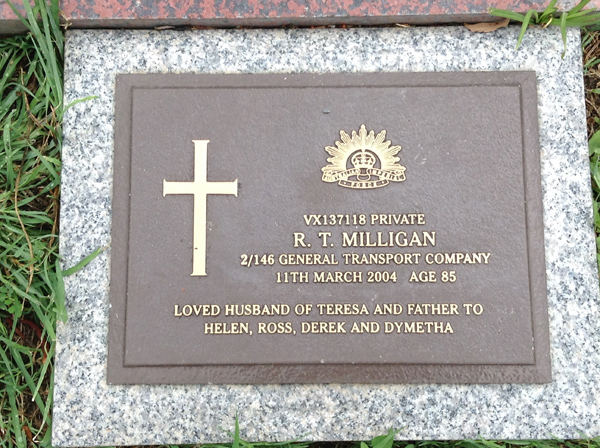 VX137118 PRIVATE
R. T. MILLIGAN
2/146 GENERAL TRANSPORT COMPANY
11TH MARCH 2004 AGE 85
LOVED HUSBAND OF TERESA AND FATHER TO
HELEN, ROSS, DEREK AND DYMETHA